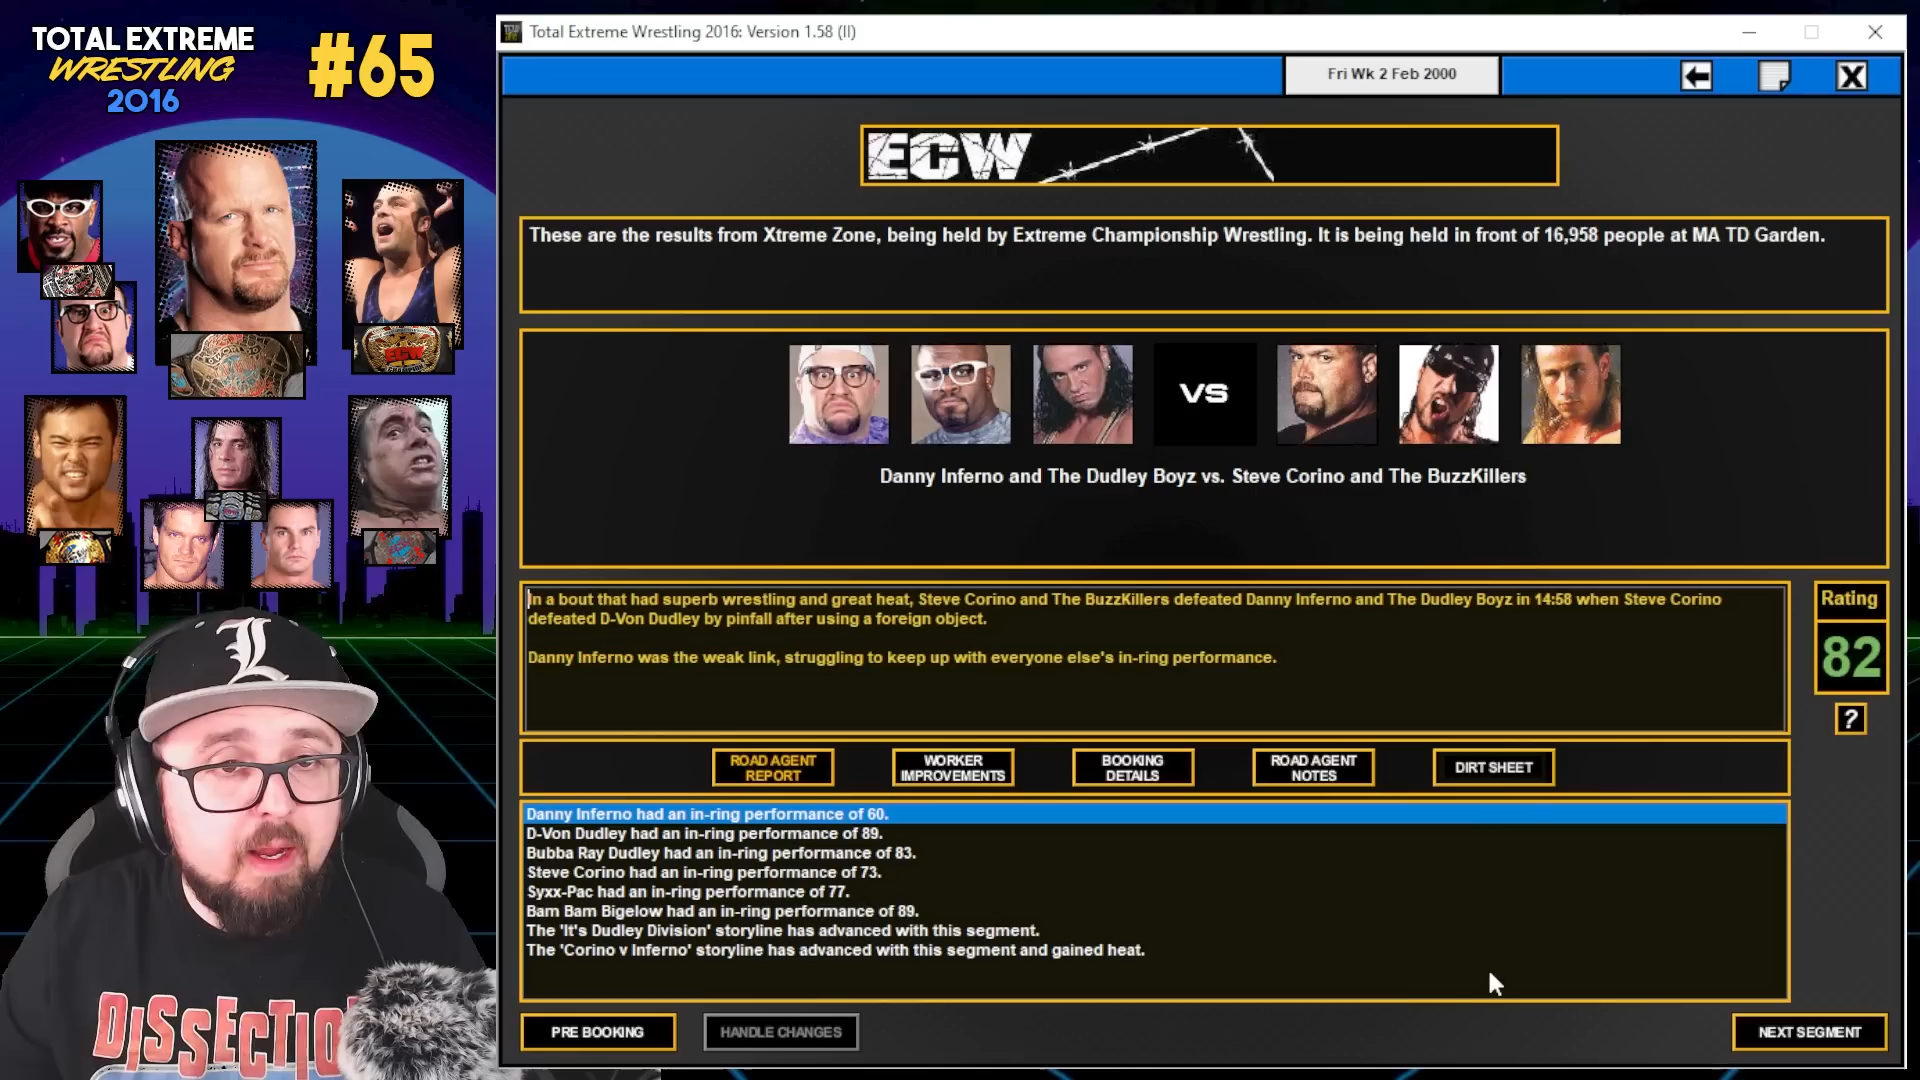 TOTAL EXTREME
WRESTLING
2016
#65
Total Extreme Wrestling 2016: Version 1.58 (II)
Fri Wk 2 Feb 2000
ECW
These are the results from Xtreme Zone, being held by Extreme Championship Wrestling. It is being held in front of 16,958 people at MA TD Garden.
VS
Danny Inferno and The Dudley Boyz vs. Steve Corino and The BuzzKillers
In a bout that had superb wrestling and great heat, Steve Corino and The BuzzKillers defeated Danny Inferno and The Dudley Boyz in 14:58 when Steve Corino
defeated D-Von Dudley by pinfall after using a foreign object.
Danny Inferno was the weak link, struggling to keep up with everyone else's in-ring performance.
Rating
82
?
ROAD AGENT
REPORT
WORKER
IMPROVEMENTS
BOOKING
DETAILS
ROAD AGENT
NOTES
DIRT SHEET
Danny Inferno had an in-ring performance of 60.
D-Von Dudley had an in-ring performance of 89.
Bubba Ray Dudley had an in-ring performance of 83.
Steve Corino had an in-ring performance of 73.
Syxx-Pac had an in-ring performance of 77.
Bam Bam Bigelow had an in-ring performance of 89.
The 'It's Dudley Division' storyline has advanced with this segment.
The 'Corino v Inferno' storyline has advanced with this segment and gained heat.
PRE BOOKING
HANDLE CHANGES
NEXT SEGMENT
L
DISSECTIO